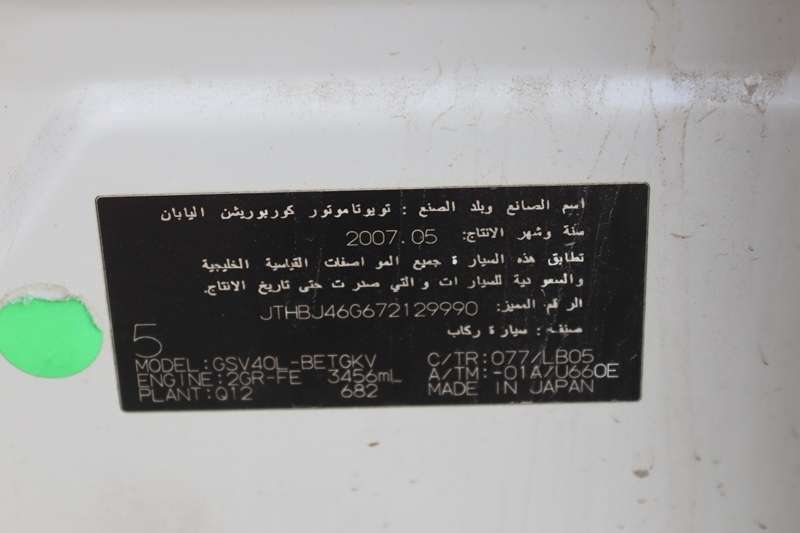 اسم الصانع وبلد الصنع : تويوتاموتور كوربوريشن اليابان
سنة وشهر الانتاج: 2007.05
تطابق هذه السيارة جميع المواصفات القياسية الخليجية
والسعودية للسيارات والتي صدرت حتى تاريخ الانتاج.
الرقم المميز: JTHBJ46G672129990
صنفه : سيارة ركاب
5
MODEL:GSV40L-BETGKV C/TR:077/LB05
ENGINE:2GR-FE 3456mL A/TM:-01A/U660E
PLANT:Q12 682 MADE IN JAPAN